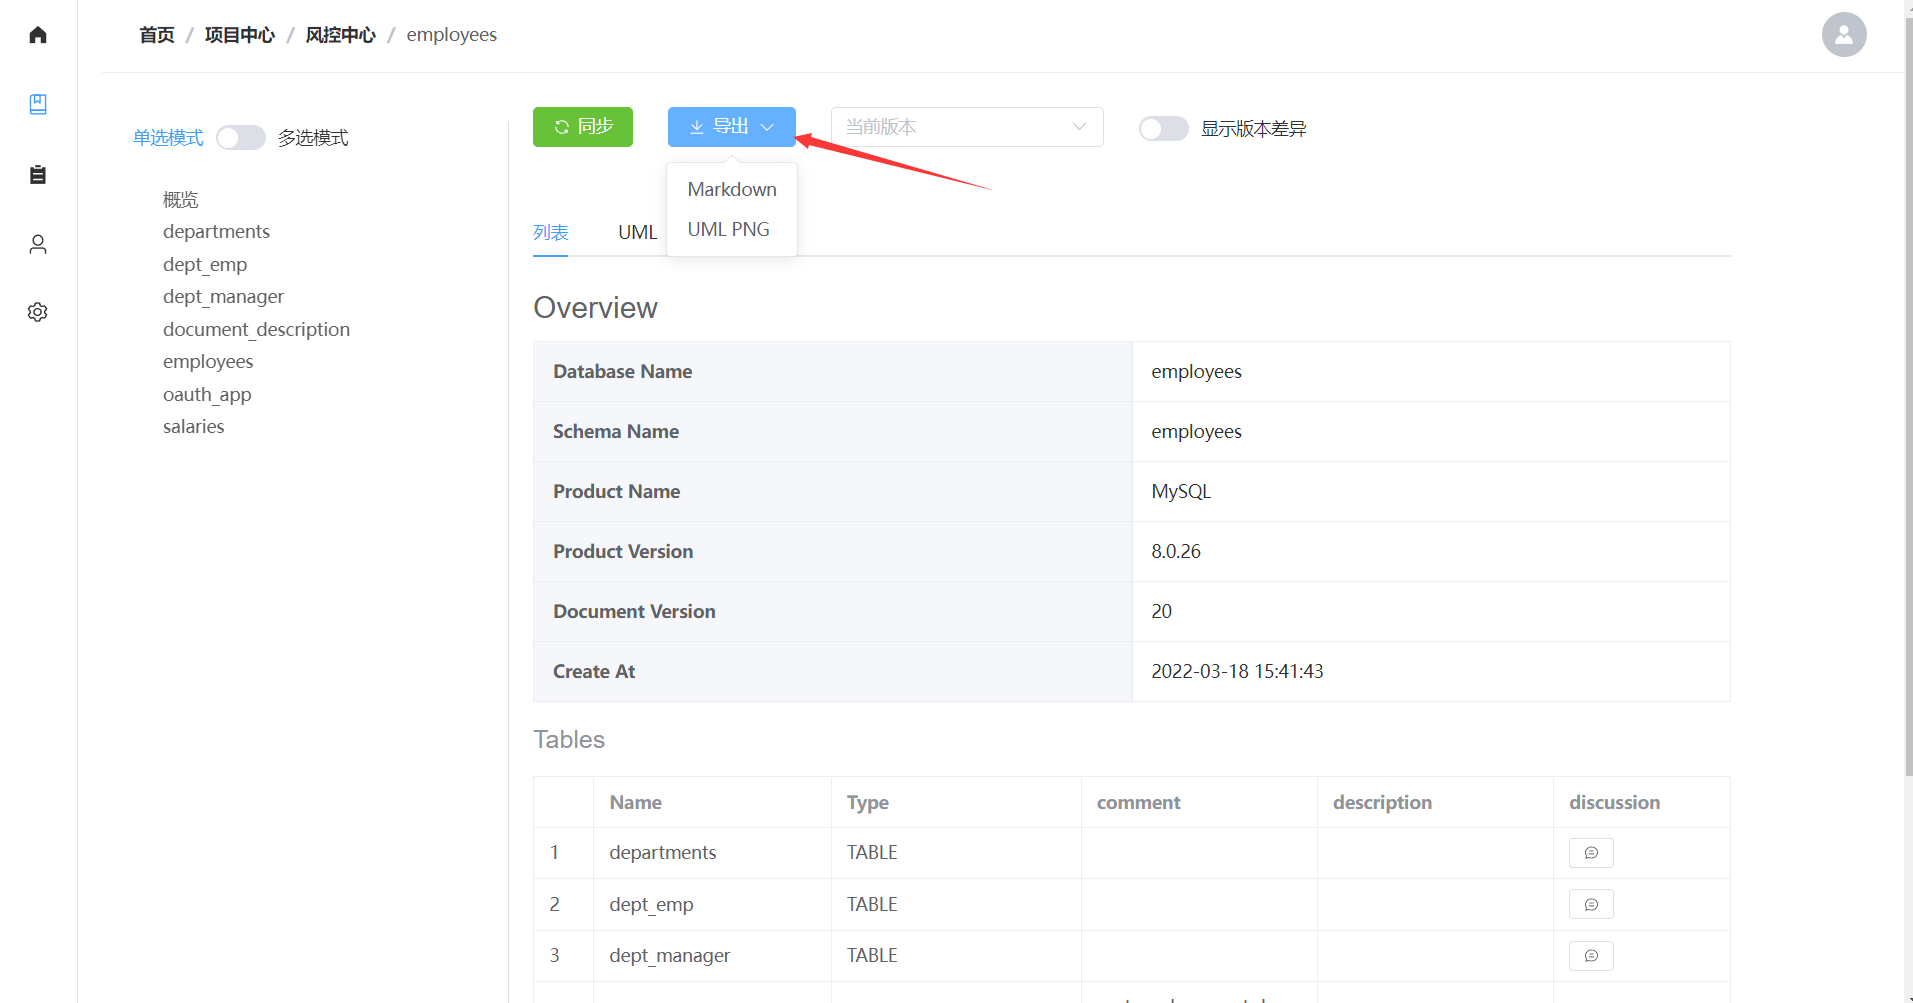 首页 / 项目中心 / 风控中心 / employees
单选模式 多选模式
概览
departments
dept_emp
dept_manager
document_description
employees
oauth_app
salaries
同步 导出 当前版本 显示版本差异
Markdown
UML PNG
列表 UML
Overview
Database Name employees
Schema Name employees
Product Name MySQL
Product Version 8.0.26
Document Version 20
Create At 2022-03-18 15:41:43
Tables
Name Type comment description discussion
1 departments TABLE
2 dept_emp TABLE
3 dept_manager TABLE